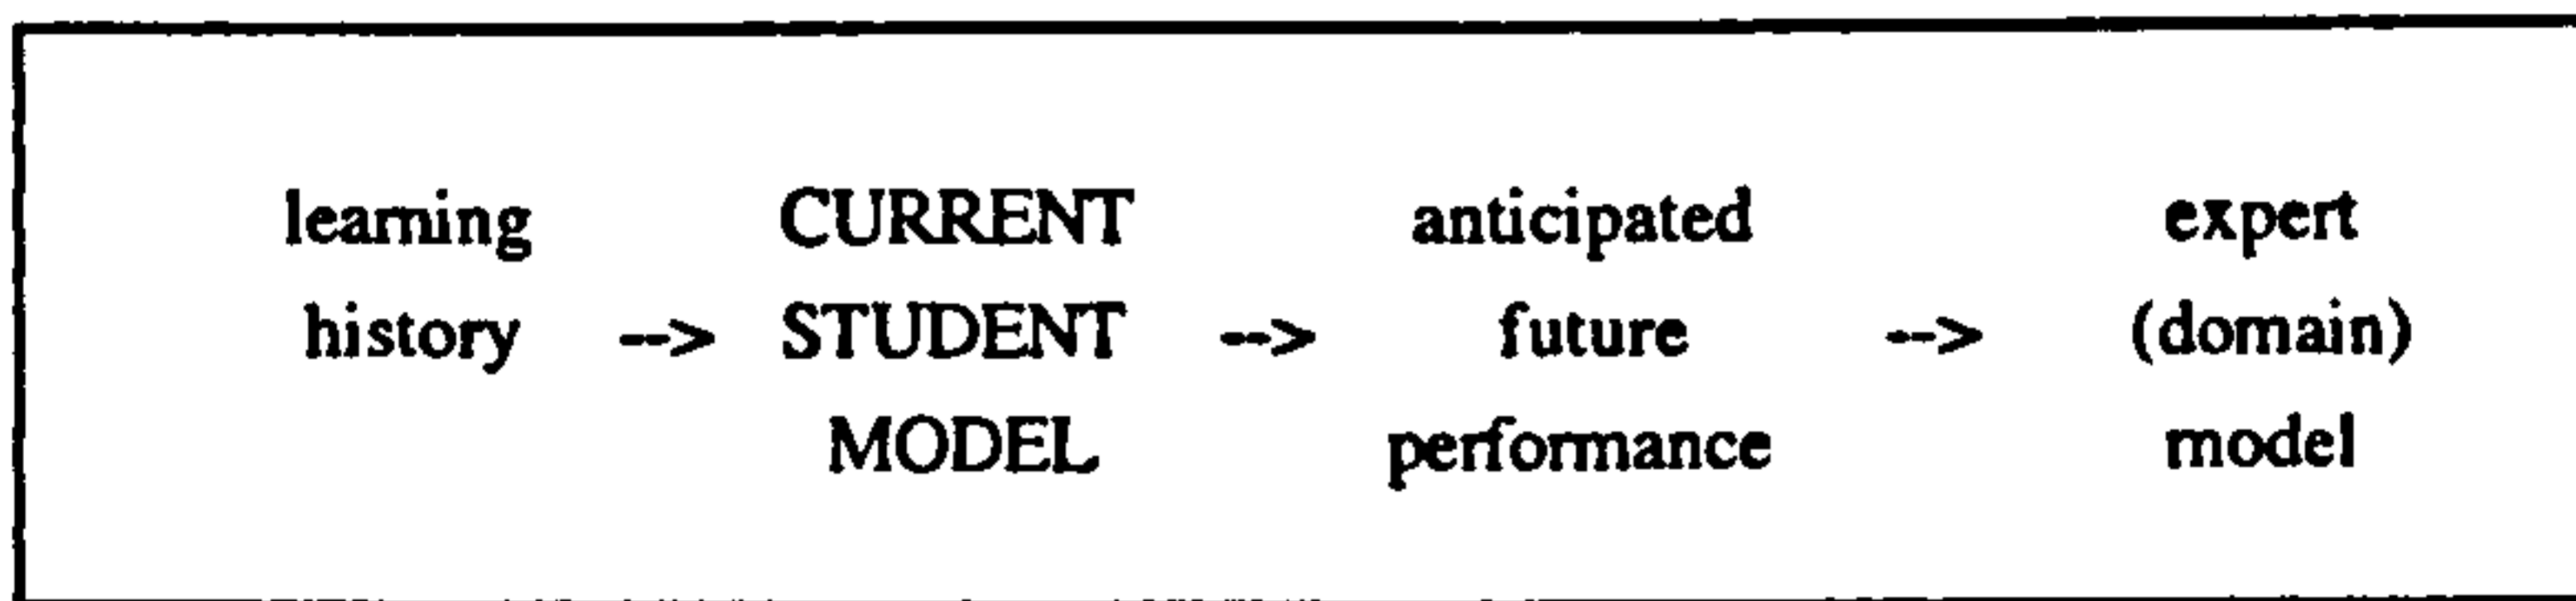 learning CURRENT anticipated expert
history --> STUDENT --> future --> (domain)
MODEL performance model